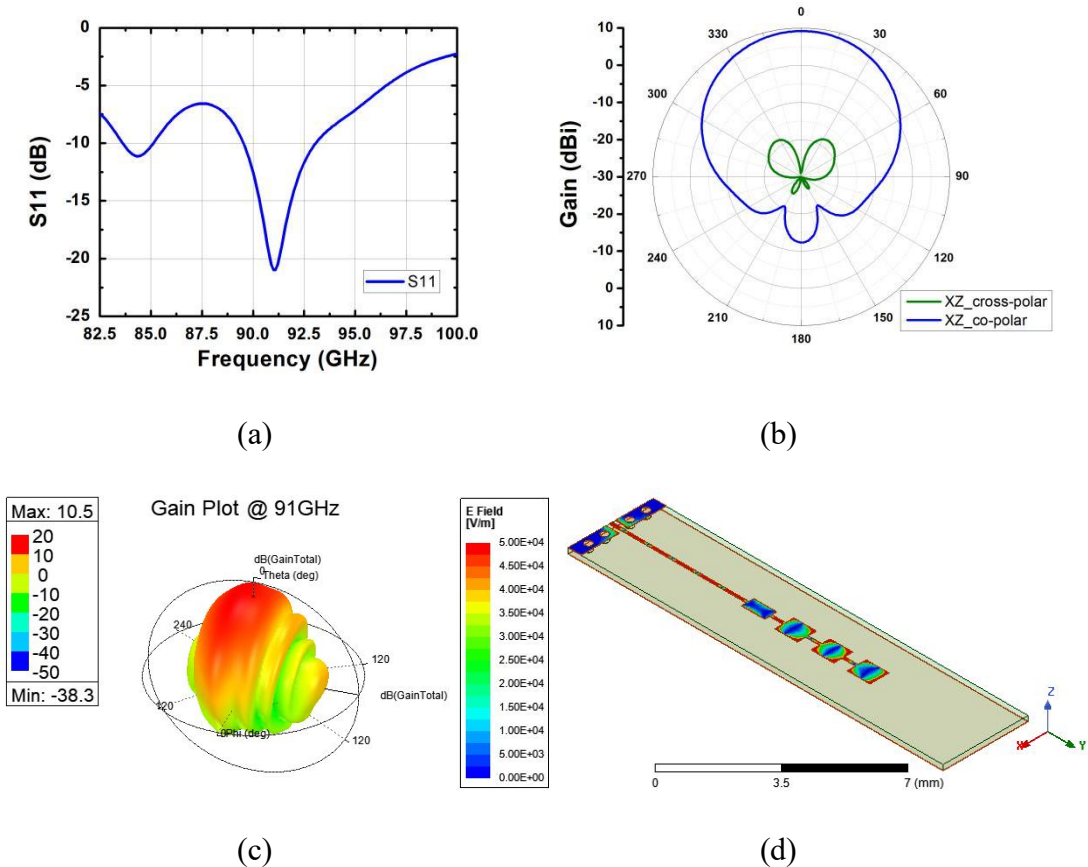 0
-5
-10
-15
-20
-25
S11 (dB)
82.5 85.0 87.5 90.0 92.5 95.0 97.5 100.0
Frequency (GHz)
S11
10
0
-10
-20
-30
-20
-10
0
10
Gain (dBi)
0
30
60
90
120
150
180
210
240
270
300
330
XZ_cross-polar
XZ_co-polar
(a)
(b)
Max: 10.5
20
10
0
-10
-20
-30
-40
-50
Min: -38.3
Gain Plot @ 91GHz
dB(GainTotal)
0
Theta (deg)
240
120
dB(GainTotal)
120
0Phi (deg)
120
E Field
[V/m]
5.00E+04
4.50E+04
4.00E+04
3.50E+04
3.00E+04
2.50E+04
2.00E+04
1.50E+04
1.00E+04
5.00E+03
0.00E+00
Z
X
Y
0 3.5 7 (mm)
(c)
(d)